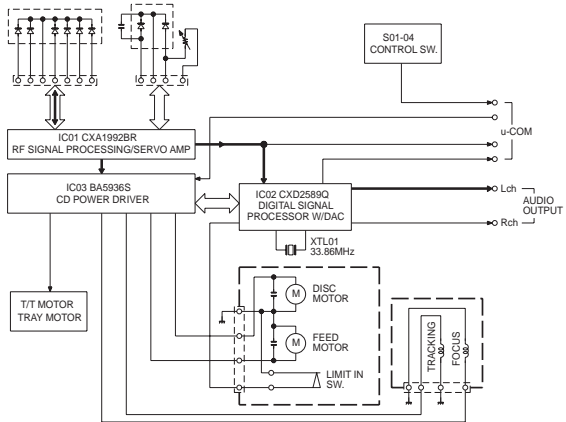 S01-04
CONTROL SW.
IC01 CXA1992BR
RF SIGNAL PROCESSING/SERVO AMP
u-COM
IC03 BA5936S
CD POWER DRIVER
IC02 CXD2589Q
DIGITAL SIGNAL
PROCESSOR W/DAC
Lch
AUDIO
OUTPUT
Rch
XTL01
33.86MHz
T/T MOTOR
TRAY MOTOR
M
DISC
MOTOR
M
FEED
MOTOR
LIMIT IN
SW.
TRACKING
FOCUS